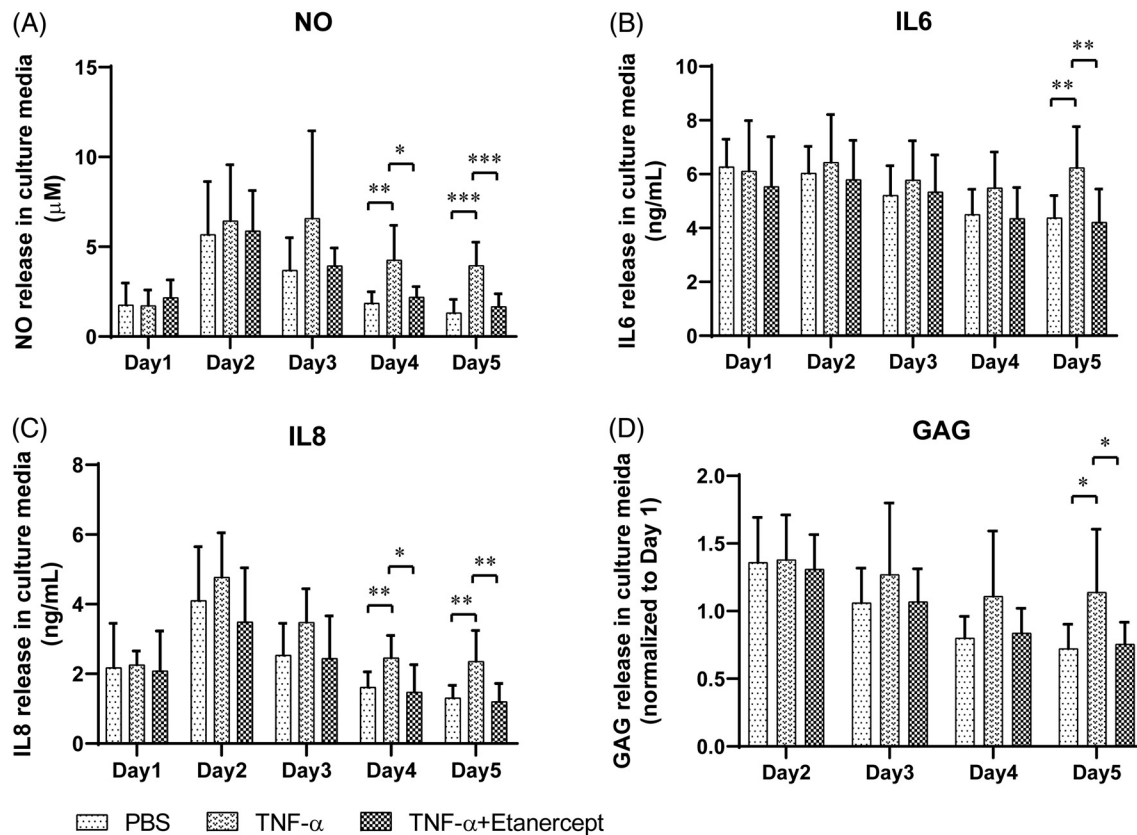 (A)
NO
NO release in culture media
(μM)
15
10
5
0
**
*
***
***
Day1 Day2 Day3 Day4 Day5
(B)
IL6
IL6 release in culture media
(ng/mL)
10
8
6
4
2
0
**
**
Day1 Day2 Day3 Day4 Day5
(C)
IL8
IL8 release in culture media
(ng/mL)
8
6
4
2
0
**
*
**
**
Day1 Day2 Day3 Day4 Day5
(D)
GAG
GAG release in culture meida
(normalized to Day 1)
2.0
1.5
1.0
0.5
0.0
*
*
Day2 Day3 Day4 Day5
PBS TNF-α TNF-α+Etanercept